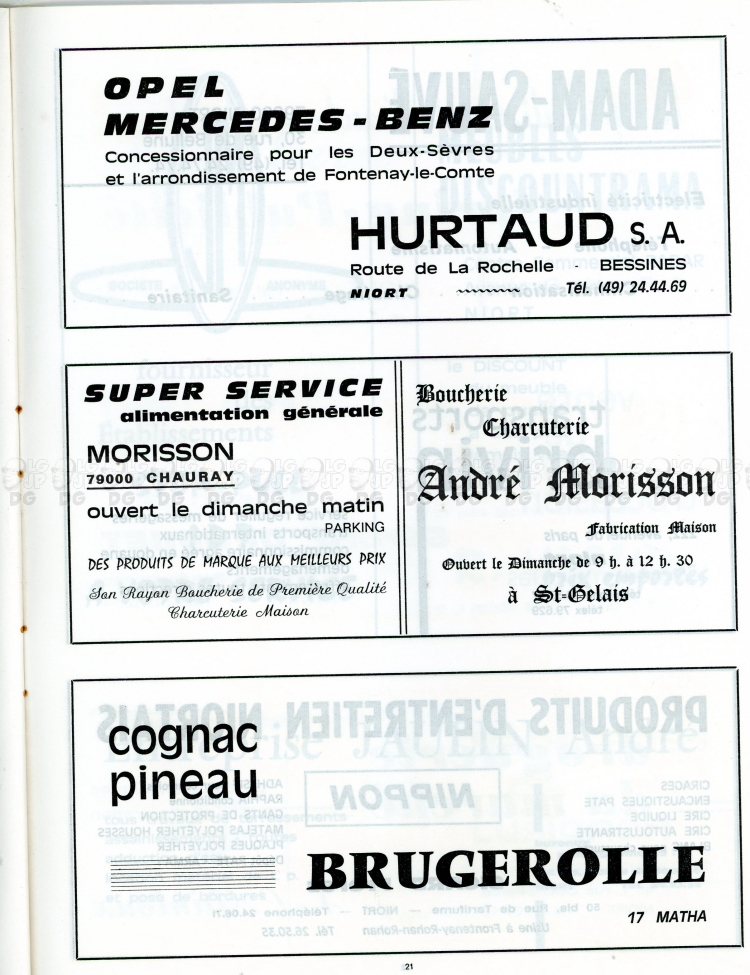 OPEL
MERCEDES-BENZ
Concessionnaire pour les Deux-Sèvres
et l'arrondissement de Fontenay-le-Comte
HURTAUD S. A.
Route de La Rochelle - BESSINES
NIORT Tél. (49) 24.44.69
SUPER SERVICE
alimentation générale
MORISSON
79000 CHAURAY
ouvert le dimanche matin
PARKING
DES PRODUITS DE MARQUE AUX MEILLEURS PRIX
Son Rayon Boucherie de Première Qualité
Charcuterie Maison
Boucherie
Charcuterie
André Morisson
Fabrication Maison
Ouvert le Dimanche de 9 h. à 12 h. 30
à St-Gelais
cognac
pineau
BRUGEROLLE
17 MATHA
21